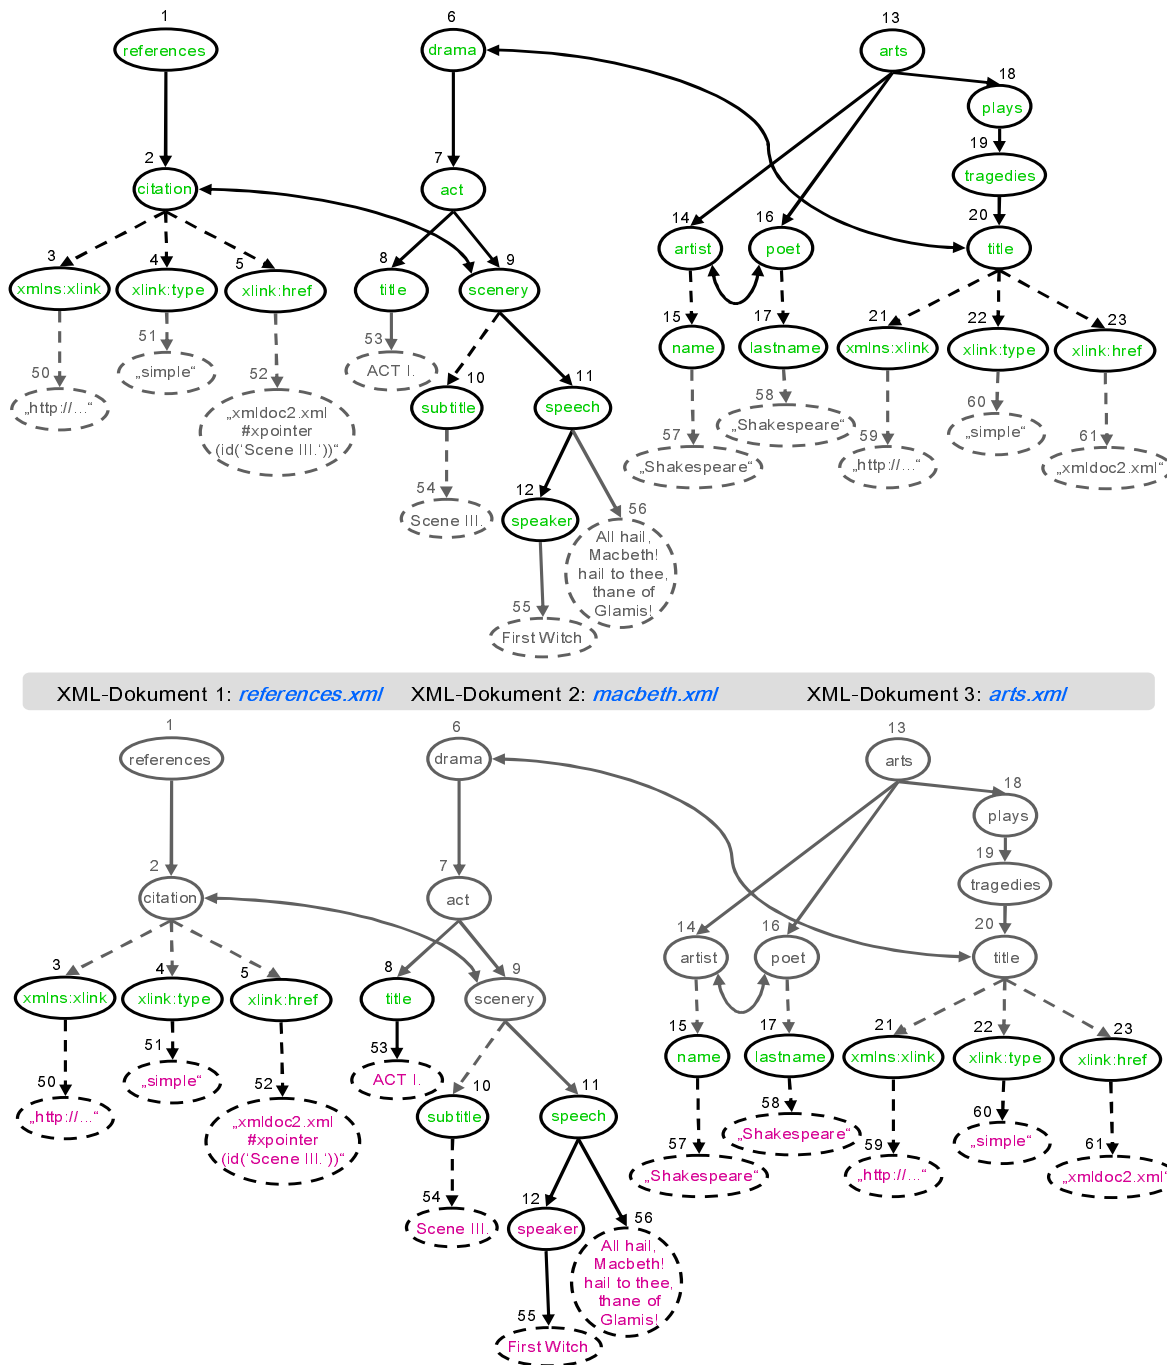 1
6
13
references
drama
arts
18
plays
19
tragedies
2
7
20
citation
act
14
16
artist
poet
title
3
4
5
8
9
xmlns:xlink
xlink:type
xlink:href
title
scenery
15
17
21
22
23
name
lastname
xmlns:xlink
xlink:type
xlink:href
50
51
52
53
10
11
„simple“
ACT I.
subtitle
speech
58
60
„http://...“
„xmldoc2.xml
#xpointer
(id(‘Scene III.‘))“
„Shakespeare“
„simple“
57
59
61
„Shakespeare“
„http://...“
„xmldoc2.xml“
54
12
56
Scene III.
speaker
All hail,
Macbeth!
hail to thee,
thane of
Glamis!
55
First Witch
XML-Dokument 1: references.xml
XML-Dokument 2: macbeth.xml
XML-Dokument 3: arts.xml
1
6
13
references
drama
arts
18
plays
19
tragedies
2
7
20
citation
act
14
16
artist
poet
title
3
4
5
8
9
xmlns:xlink
xlink:type
xlink:href
title
scenery
15
17
21
22
23
name
lastname
xmlns:xlink
xlink:type
xlink:href
50
51
52
53
10
11
„simple“
ACT I.
subtitle
speech
58
60
„http://...“
„xmldoc2.xml
#xpointer
(id(‘Scene III.‘))“
„Shakespeare“
„simple“
57
59
61
„Shakespeare“
„http://...“
„xmldoc2.xml“
54
12
56
Scene III.
speaker
All hail,
Macbeth!
hail to thee,
thane of
Glamis!
55
First Witch